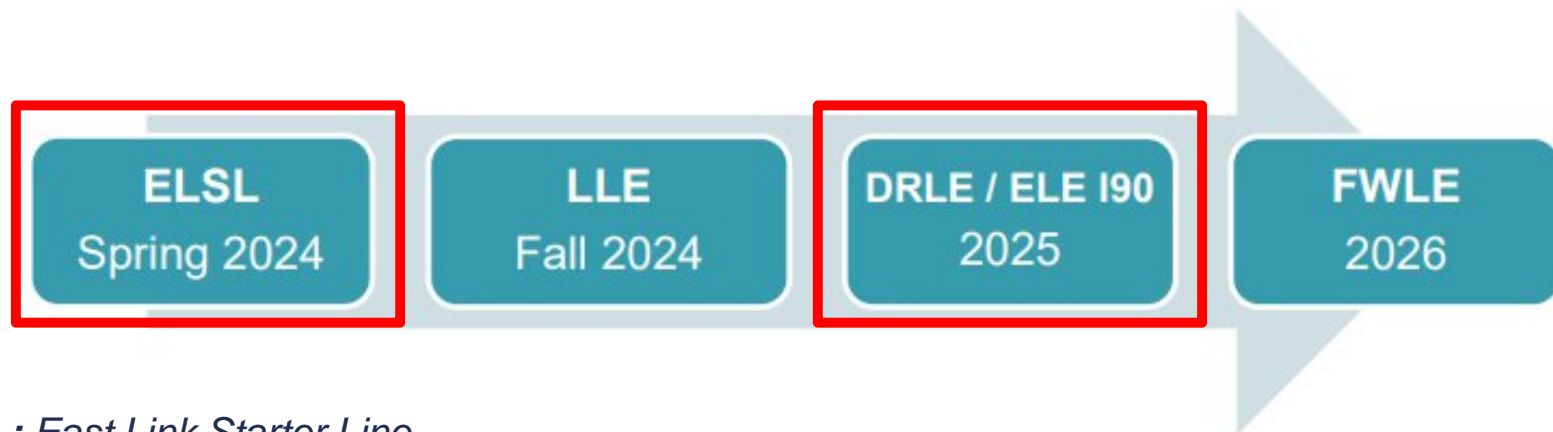 ELSL
Spring 2024
LLE
Fall 2024
DRLE / ELE I90
2025
FWLE
2026
: East Link Starter Line